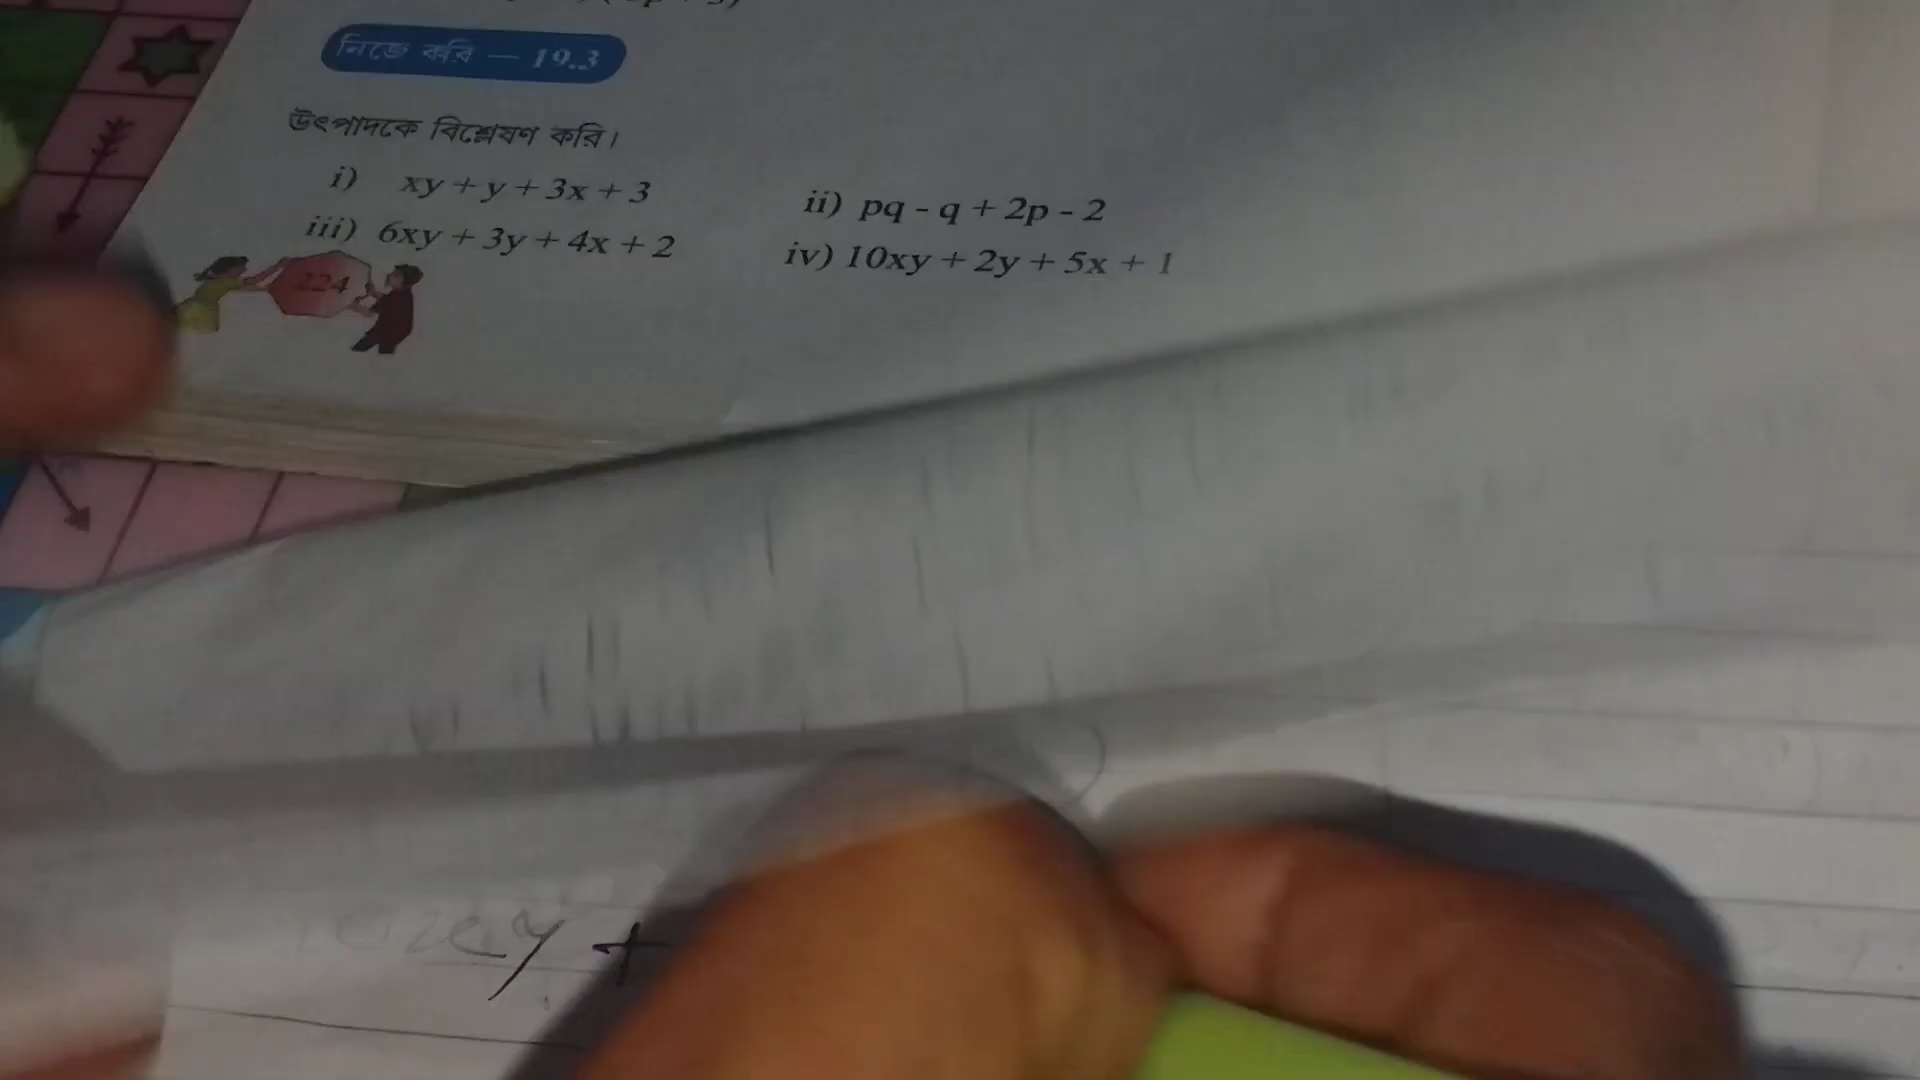 নিজে করি — 19.3
উৎপাদকে বিশ্লেষণ করি।
i) xy + y + 3x + 3
ii) pq - q + 2p - 2
iii) 6xy + 3y + 4x + 2
iv) 10xy + 2y + 5x + 1
224
y +